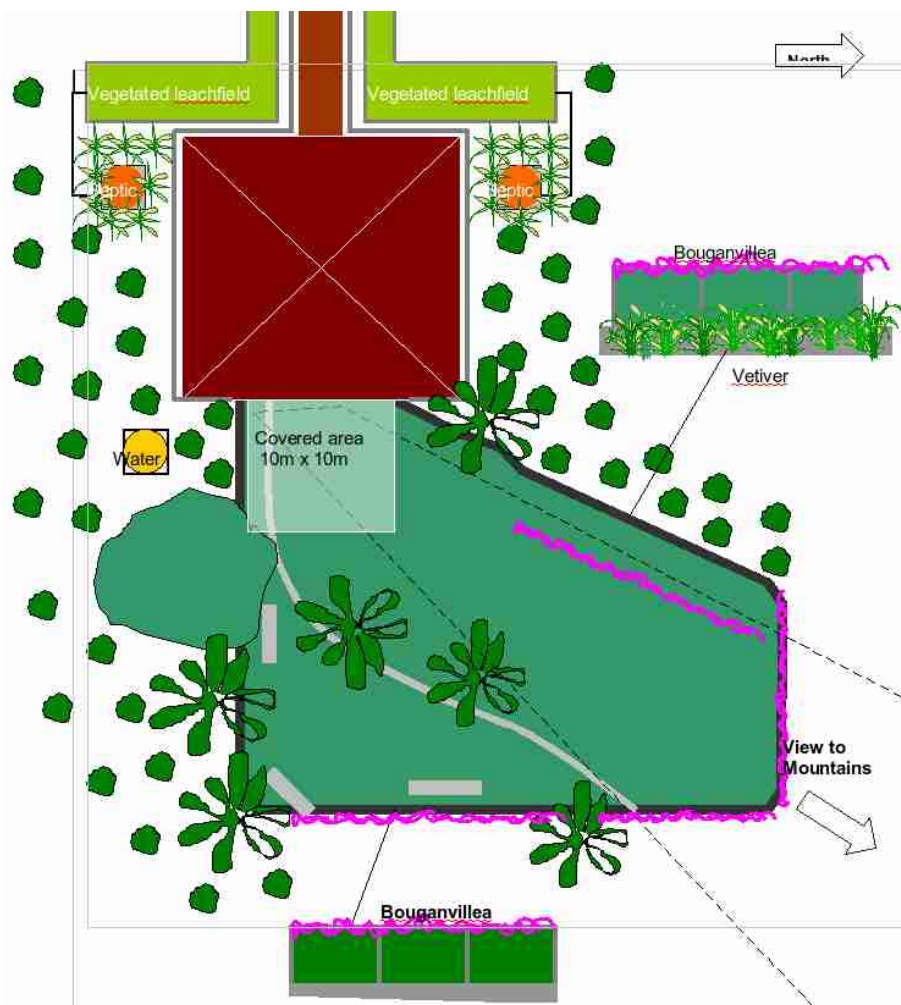 North
Vegetated leachfield
Vegetated leachfield
Septic
Septic
Bouganvillea
Vetiver
Covered area
10m x 10m
Water
View to
Mountains
Bouganvillea